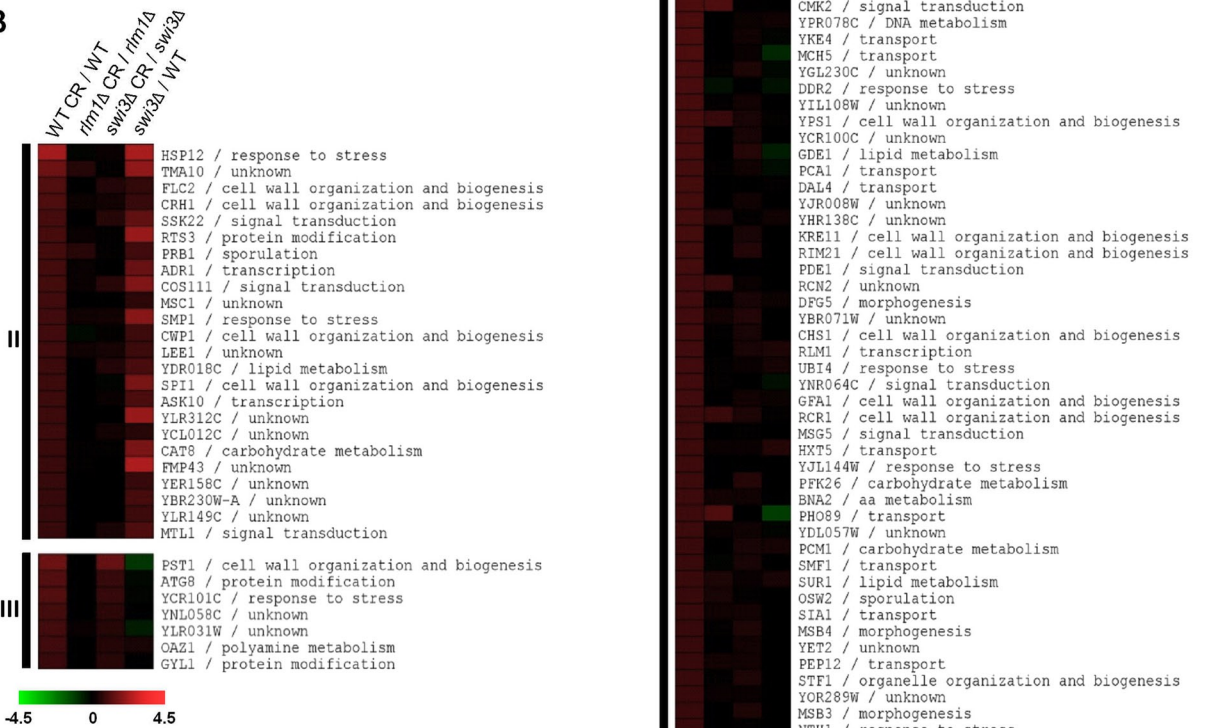 B
WT CR / WT
rlm1Δ CR / rlm1Δ
swi3Δ CR / swi3Δ
swi3Δ / WT
II
HSP12 / response to stress
TMA10 / unknown
FLC2 / cell wall organization and biogenesis
CRH1 / cell wall organization and biogenesis
SSK22 / signal transduction
RTS3 / protein modification
PRB1 / sporulation
ADR1 / transcription
COS111 / signal transduction
MSC1 / unknown
SMP1 / response to stress
CWP1 / cell wall organization and biogenesis
LEE1 / unknown
YDR018C / lipid metabolism
SPI1 / cell wall organization and biogenesis
ASK10 / transcription
YLR312C / unknown
YCL012C / unknown
CAT8 / carbohydrate metabolism
FMP43 / unknown
YER158C / unknown
YBR230W-A / unknown
YLR149C / unknown
MTL1 / signal transduction
III
PST1 / cell wall organization and biogenesis
ATG8 / protein modification
YCR101C / response to stress
YNL058C / unknown
YLR031W / unknown
OAZ1 / polyamine metabolism
GYL1 / protein modification
-4.5 0 4.5
CMK2 / signal transduction
YPR078C / DNA metabolism
YKE4 / transport
MCH5 / transport
YGL230C / unknown
DDR2 / response to stress
YIL108W / unknown
YPS1 / cell wall organization and biogenesis
YCR100C / unknown
GDE1 / lipid metabolism
PCA1 / transport
DAL4 / transport
YJR008W / unknown
YHR138C / unknown
KRE11 / cell wall organization and biogenesis
RIM21 / cell wall organization and biogenesis
PDE1 / signal transduction
RCN2 / unknown
DFG5 / morphogenesis
YBR071W / unknown
CHS1 / cell wall organization and biogenesis
RLM1 / transcription
UBI4 / response to stress
YNR064C / signal transduction
GFA1 / cell wall organization and biogenesis
RCR1 / cell wall organization and biogenesis
MSG5 / signal transduction
HXT5 / transport
YJL144W / response to stress
PFK26 / carbohydrate metabolism
BNA2 / aa metabolism
PHO89 / transport
YDL057W / unknown
PCM1 / carbohydrate metabolism
SMF1 / transport
SUR1 / lipid metabolism
OSW2 / sporulation
SIA1 / transport
MSB4 / morphogenesis
YET2 / unknown
PEP12 / transport
STF1 / organelle organization and biogenesis
YOR289W / unknown
MSB3 / morphogenesis
NTH1 / response to stress